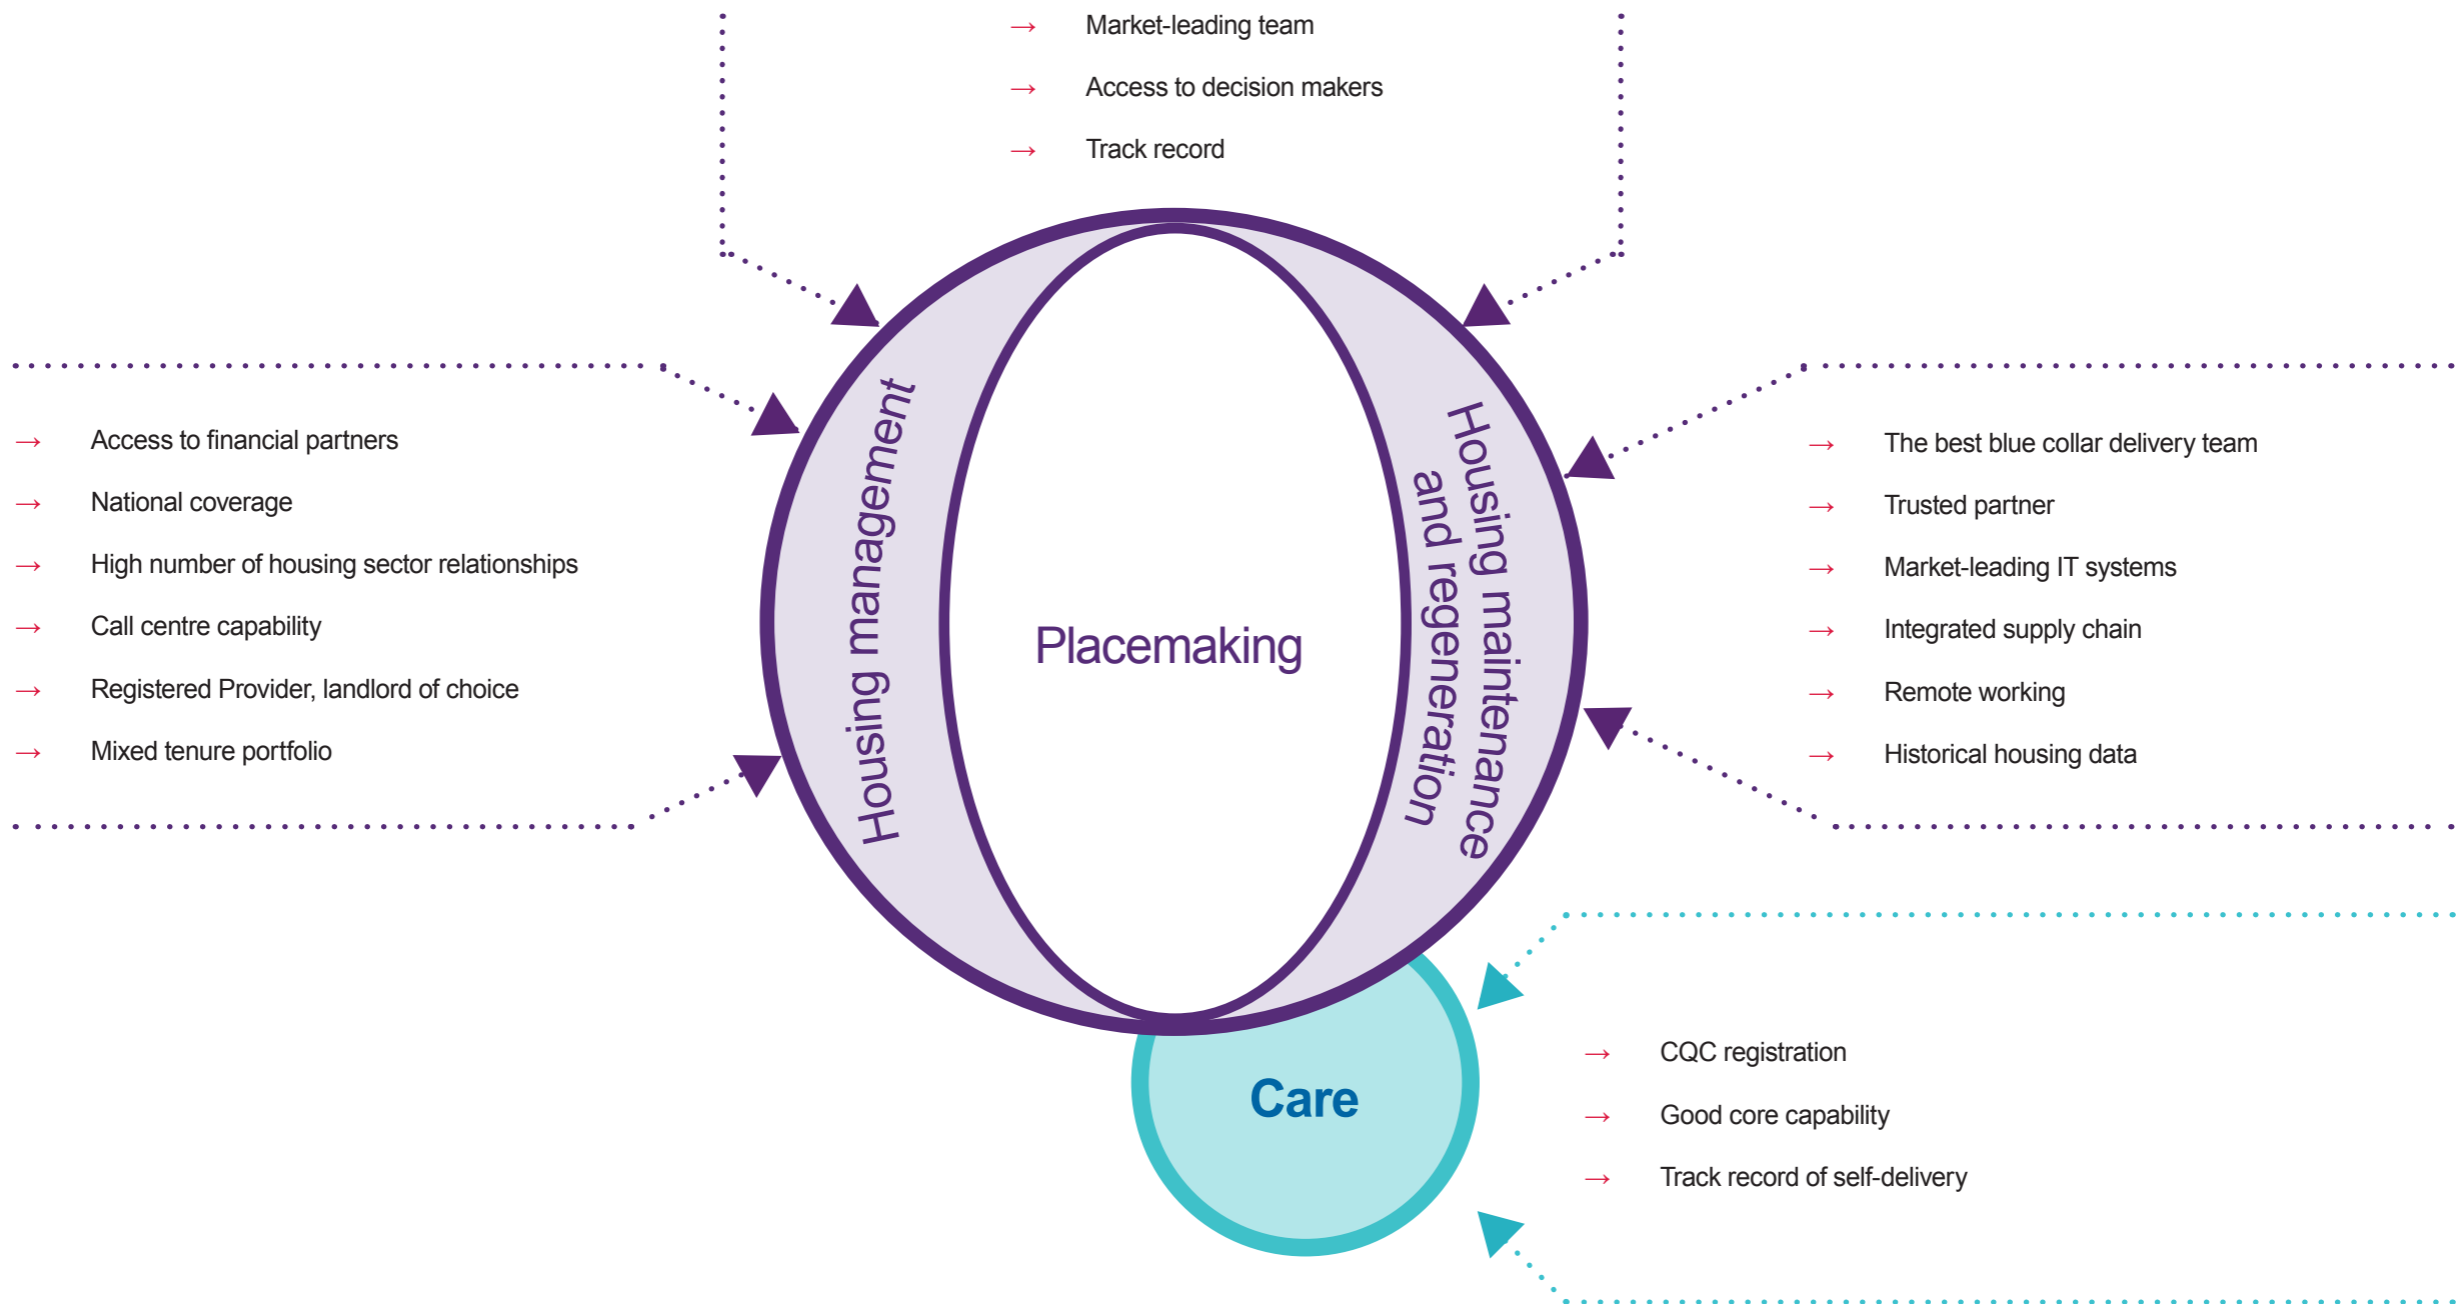 → Market-leading team
→ Access to decision makers
→ Track record
→ Access to financial partners
→ National coverage
→ High number of housing sector relationships
→ Call centre capability
→ Registered Provider, landlord of choice
→ Mixed tenure portfolio
Housing management
Placemaking
Housing maintenance
and regeneration
→ The best blue collar delivery team
→ Trusted partner
→ Market-leading IT systems
→ Integrated supply chain
→ Remote working
→ Historical housing data
Care
→ CQC registration
→ Good core capability
→ Track record of self-delivery